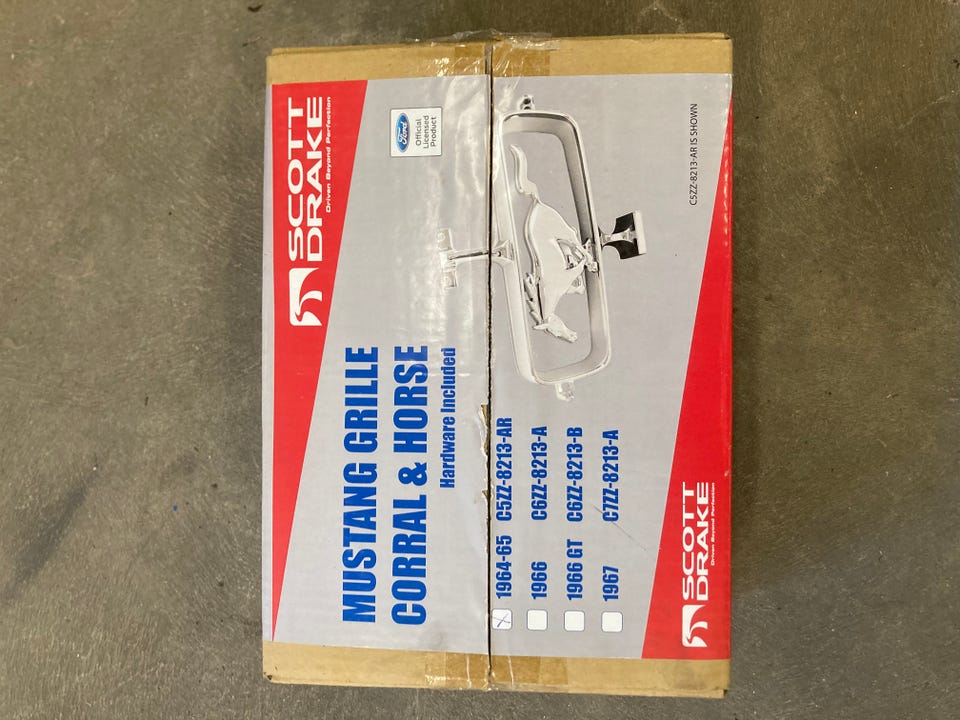 SCOTT
DRAKE
Driven Beyond Perfection
Ford
Official
Licensed
Product
MUSTANG GRILLE
CORRAL & HORSE
Hardware Included
X 1964-65 C5ZZ-8213-AR
1966 C6ZZ-8213-A
1966 GT C6ZZ-8213-B
1967 C7ZZ-8213-A
C5ZZ-8213-AR IS SHOWN
SCOTT
DRAKE
Driven Beyond Perfection